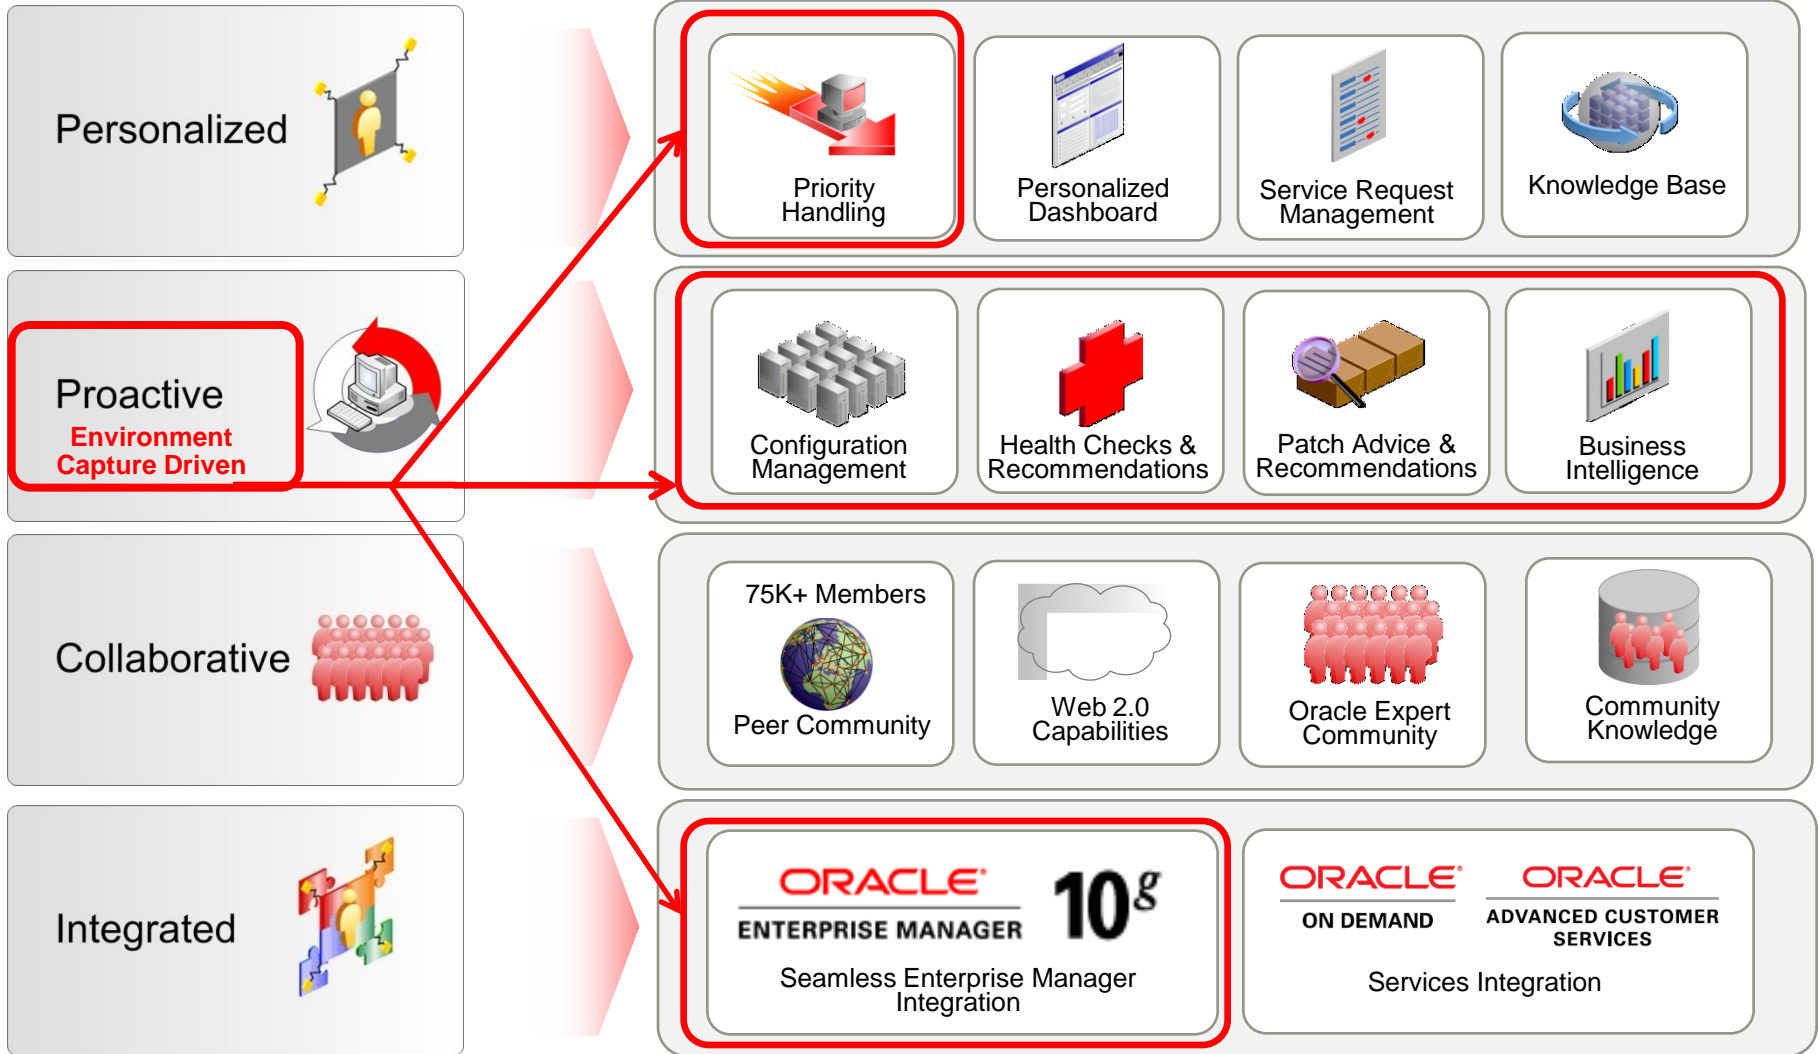 Personalized
Priority
Handling
Personalized
Dashboard
Service Request
Management
Knowledge Base
Proactive
Environment
Capture Driven
Configuration
Management
Health Checks &
Recommendations
Patch Advice &
Recommendations
Business
Intelligence
Collaborative
75K+ Members
Peer Community
Web 2.0
Capabilities
Oracle Expert
Community
Community
Knowledge
Integrated
ORACLE®
ENTERPRISE MANAGER
10g
Seamless Enterprise Manager
Integration
ORACLE®
ON DEMAND
ORACLE®
ADVANCED CUSTOMER
SERVICES
Services Integration